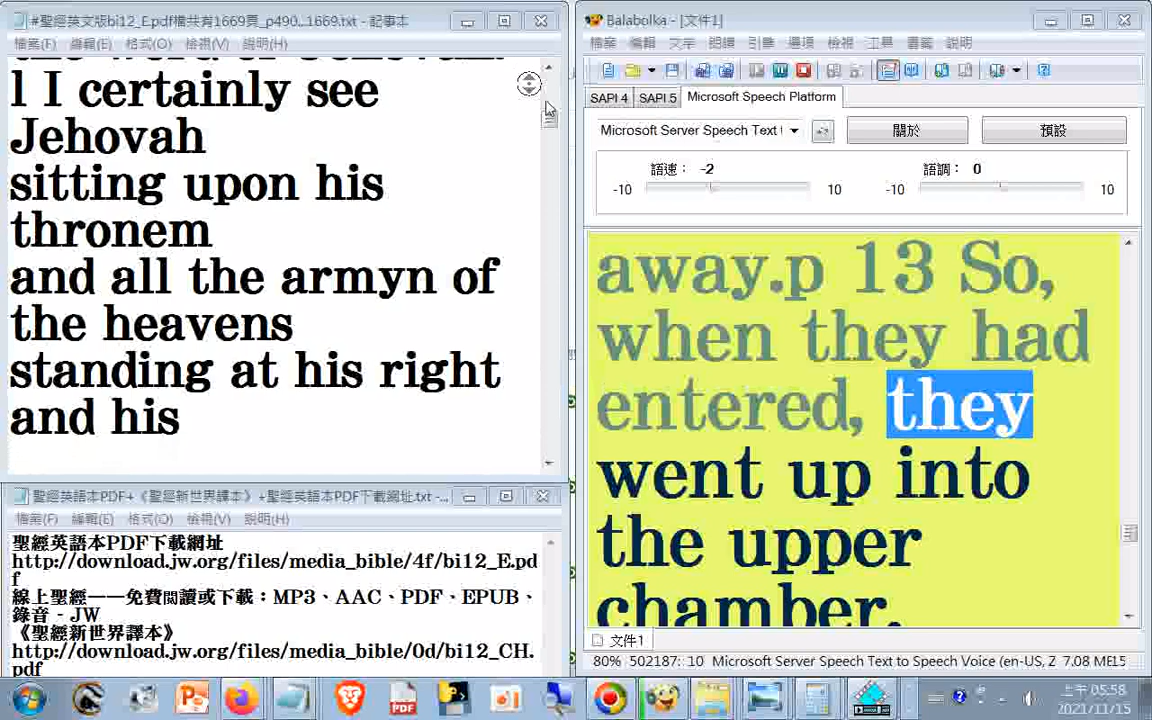 #聖經英文版bi12_E.pdf檔共有1669頁_p490...1669.txt - 記事本
檔案(F) 編輯(E) 格式(O) 檢視(V) 說明(H)
l I certainly see
Jehovah
sitting upon his
thronem
and all the armyn of
the heavens
standing at his right
and his
聖經英語本PDF+《聖經新世界譯本》+聖經英語本PDF下載網址.txt - ...
檔案(F) 編輯(E) 格式(O) 檢視(V) 說明(H)
聖經英語本PDF下載網址
http://download.jw.org/files/media_bible/4f/bi12_E.pd
f
線上聖經──免費閱讀或下載：MP3、AAC、PDF、EPUB、
錄音 - JW
《聖經新世界譯本》
http://download.jw.org/files/media_bible/0d/bi12_CH.
pdf
Balabolka - [文件1]
檔案 編輯 文字 朗讀 引擎 選項 檢視 工具 書籤 說明
SAPI 4 SAPI 5 Microsoft Speech Platform
Microsoft Server Speech Text 關於 預設
語速： -2 語調： 0
-10 10 -10 10
away.p 13 So,
when they had
entered, they
went up into
the upper
chamber.
文件1
80% 502187: 10 Microsoft Server Speech Text to Speech Voice (en-US, Z 7.08 ME15
PDF
上午 05:58
2021/11/15